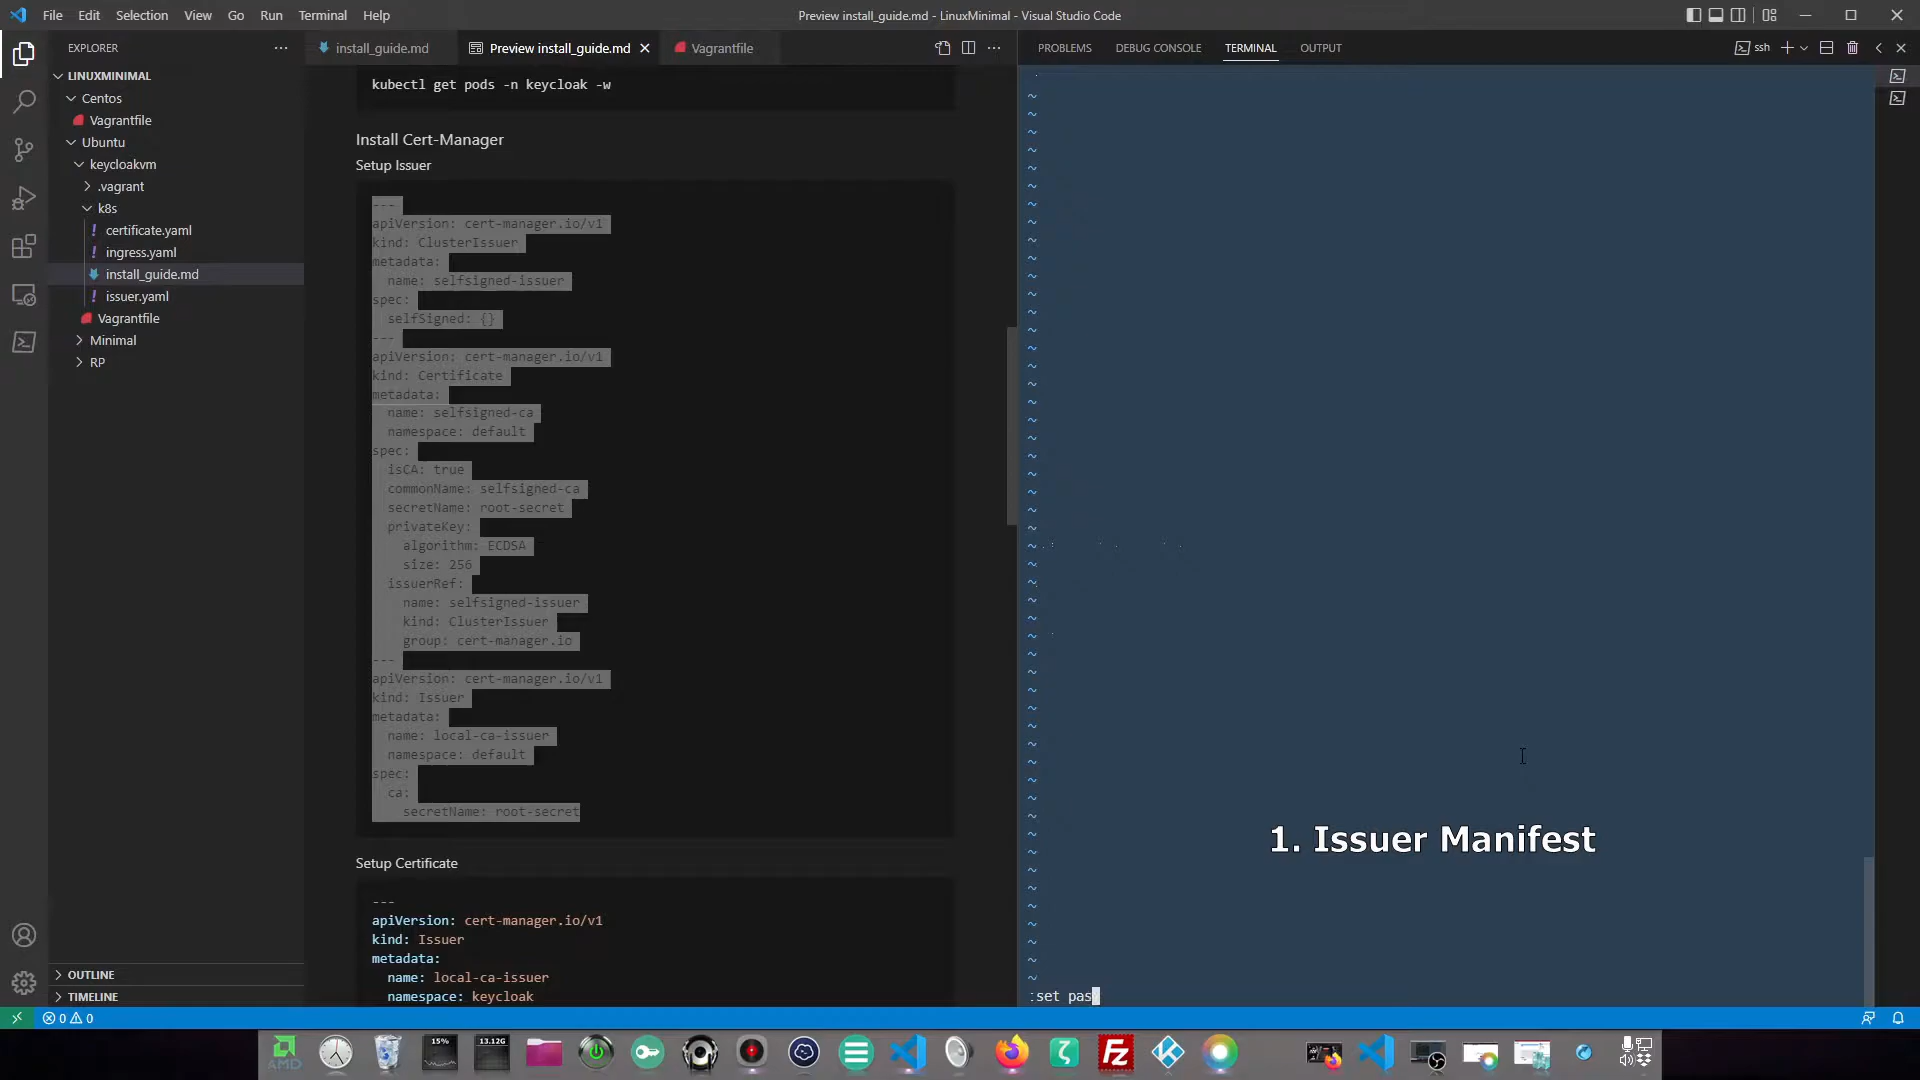 File Edit Selection View Go Run Terminal Help
Preview install_guide.md - LinuxMinimal - Visual Studio Code
EXPLORER
LINUXMINIMAL
Centos
Vagrantfile
Ubuntu
keycloakvm
.vagrant
k8s
certificate.yaml
ingress.yaml
install_guide.md
issuer.yaml
Vagrantfile
Minimal
RP
OUTLINE
TIMELINE
install_guide.md
Preview install_guide.md
Vagrantfile
kubectl get pods -n keycloak -w
Install Cert-Manager
Setup Issuer
---
apiVersion: cert-manager.io/v1
kind: ClusterIssuer
metadata:
name: selfsigned-issuer
spec:
selfSigned: {}
---
apiVersion: cert-manager.io/v1
kind: Certificate
metadata:
name: selfsigned-ca
namespace: default
spec:
isCA: true
commonName: selfsigned-ca
secretName: root-secret
privateKey:
algorithm: ECDSA
size: 256
issuerRef:
name: selfsigned-issuer
kind: ClusterIssuer
group: cert-manager.io
---
apiVersion: cert-manager.io/v1
kind: Issuer
metadata:
name: local-ca-issuer
namespace: default
spec:
ca:
secretName: root-secret
Setup Certificate
---
apiVersion: cert-manager.io/v1
kind: Issuer
metadata:
name: local-ca-issuer
namespace: keycloak
PROBLEMS DEBUG CONSOLE TERMINAL OUTPUT
ssh
1. Issuer Manifest
:set pas
0 0
AMD
15%
13.12G
Fz